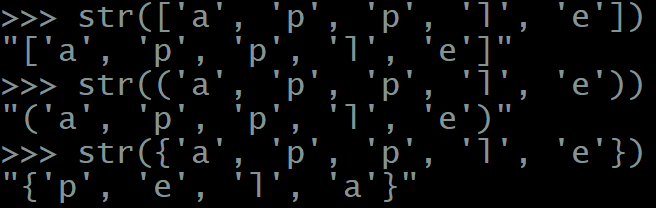 >>> str(['a', 'p', 'p', 'l', 'e'])
"['a', 'p', 'p', 'l', 'e']"
>>> str(('a', 'p', 'p', 'l', 'e'))
"('a', 'p', 'p', 'l', 'e')"
>>> str({'a', 'p', 'p', 'l', 'e'})
"{'p', 'e', 'l', 'a'}"